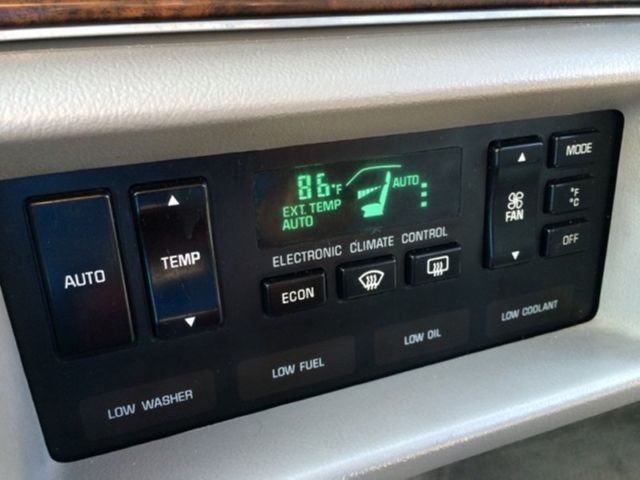 86°F AUTO
EXT. TEMP
AUTO
ELECTRONIC CLIMATE CONTROL
AUTO
TEMP
ECON
FAN
MODE
°F
°C
OFF
LOW WASHER
LOW FUEL
LOW OIL
LOW COOLANT